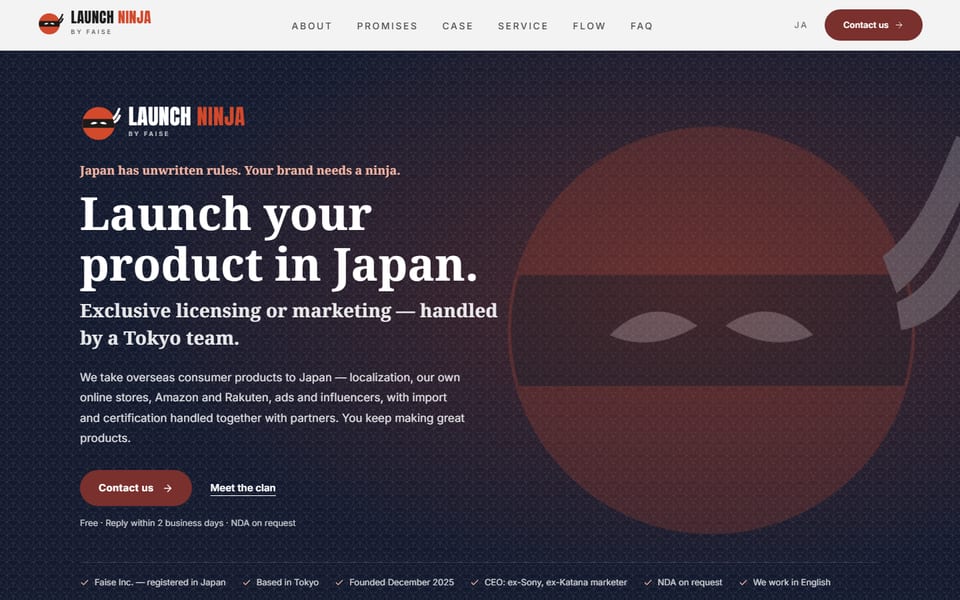 LAUNCH NINJA
BY FAISE
ABOUT PROMISES CASE SERVICE FLOW FAQ
JA
Contact us →
LAUNCH NINJA
BY FAISE
Japan has unwritten rules. Your brand needs a ninja.
Launch your
product in Japan.
Exclusive licensing or marketing — handled
by a Tokyo team.
We take overseas consumer products to Japan — localization, our own
online stores, Amazon and Rakuten, ads and influencers, with import
and certification handled together with partners. You keep making great
products.
Contact us →
Meet the clan
Free · Reply within 2 business days · NDA on request
✓ Faise Inc. — registered in Japan ✓ Based in Tokyo ✓ Founded December 2025 ✓ CEO: ex-Sony, ex-Katana marketer ✓ NDA on request ✓ We work in English